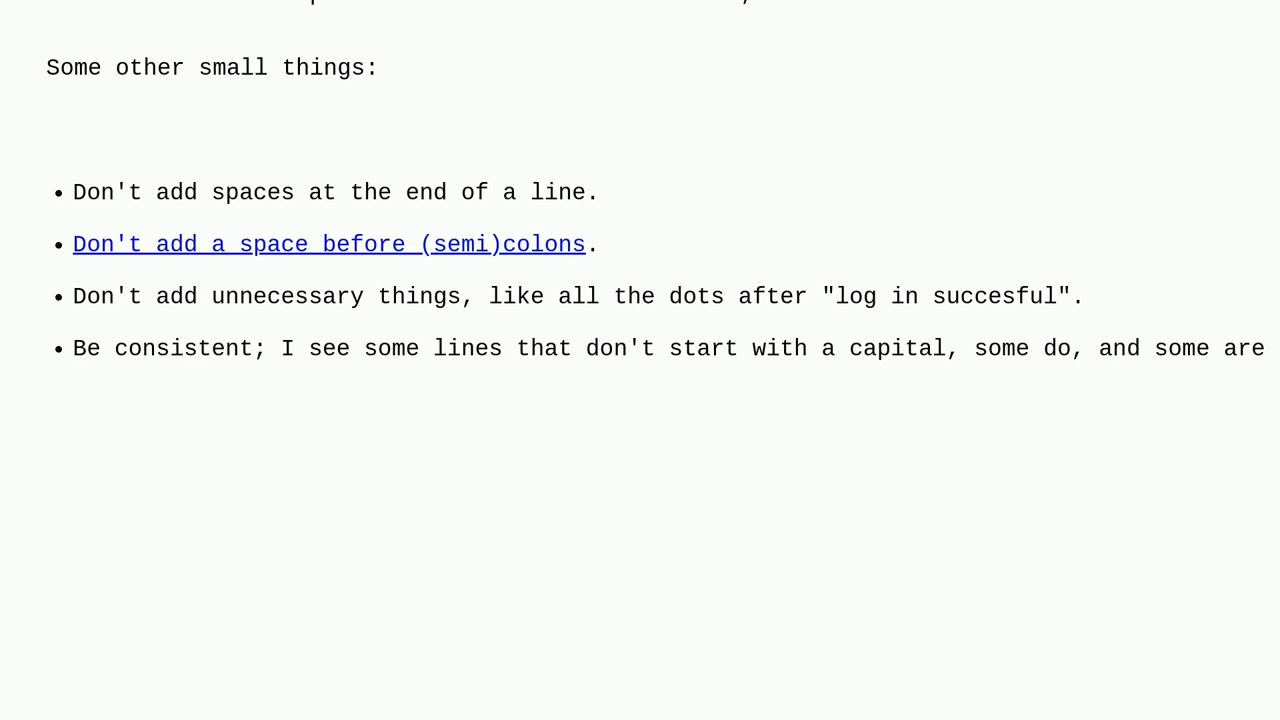 Some other small things:
• Don't add spaces at the end of a line.
• Don't add a space before (semi)colons.
• Don't add unnecessary things, like all the dots after "log in succesful".
• Be consistent; I see some lines that don't start with a capital, some do, and some are